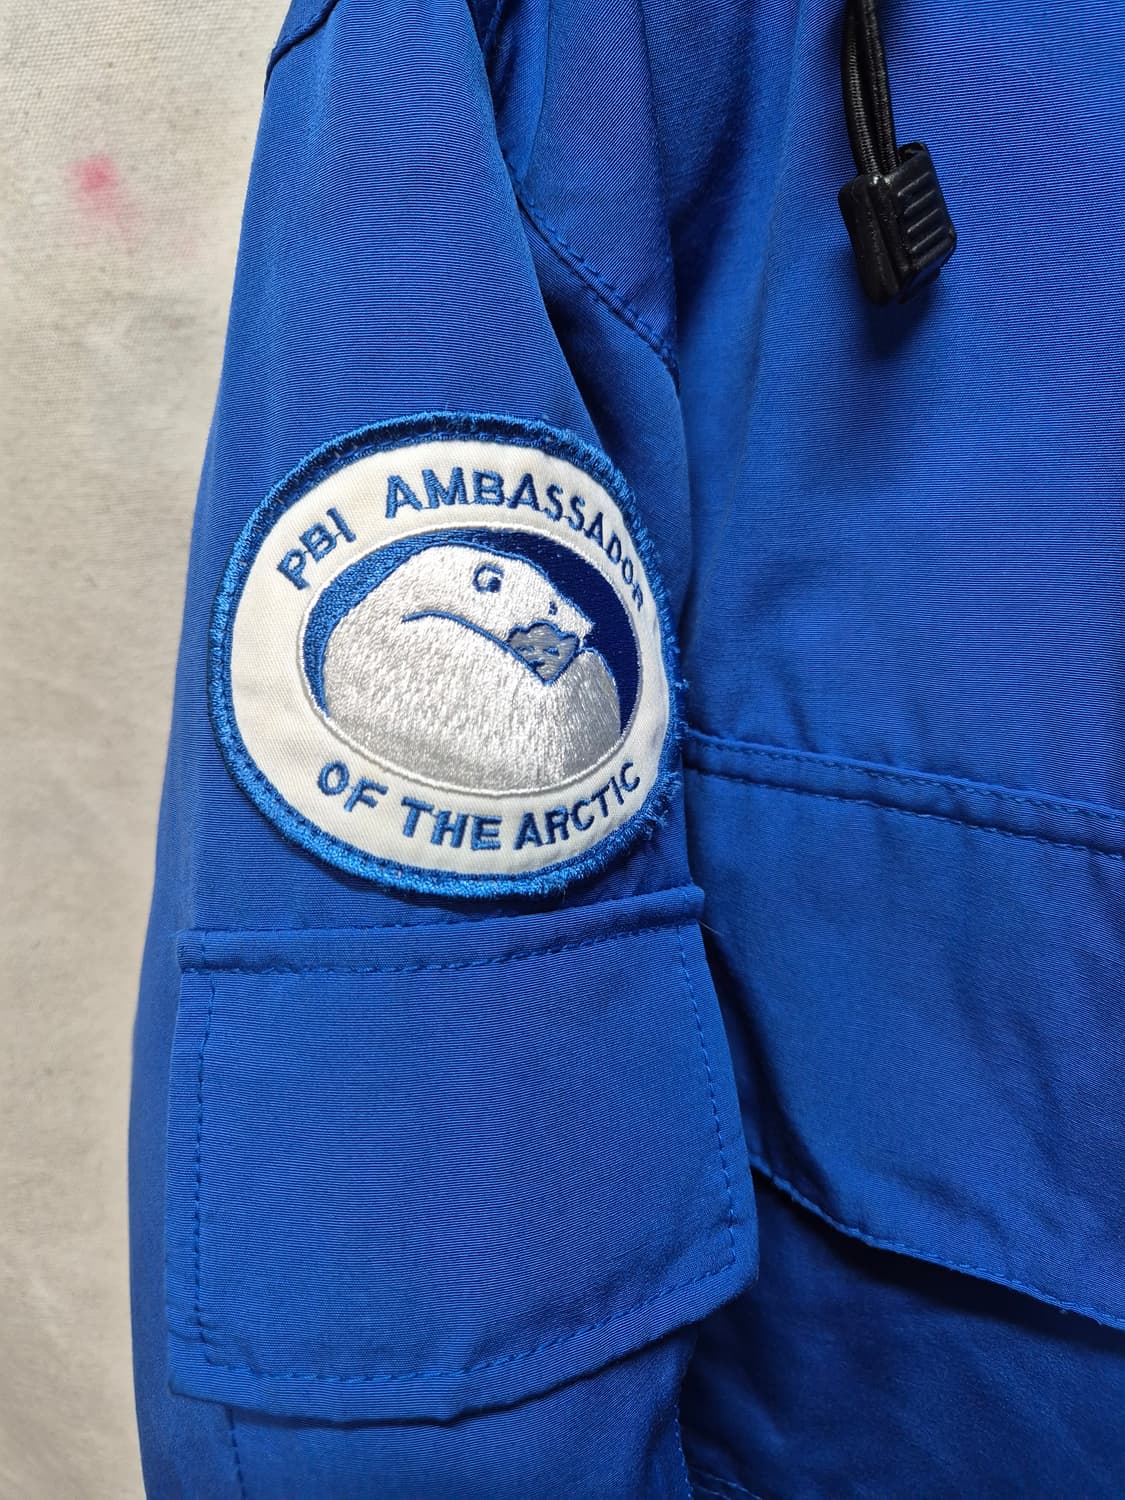 PBI AMBASSADOR
OF THE ARCTIC